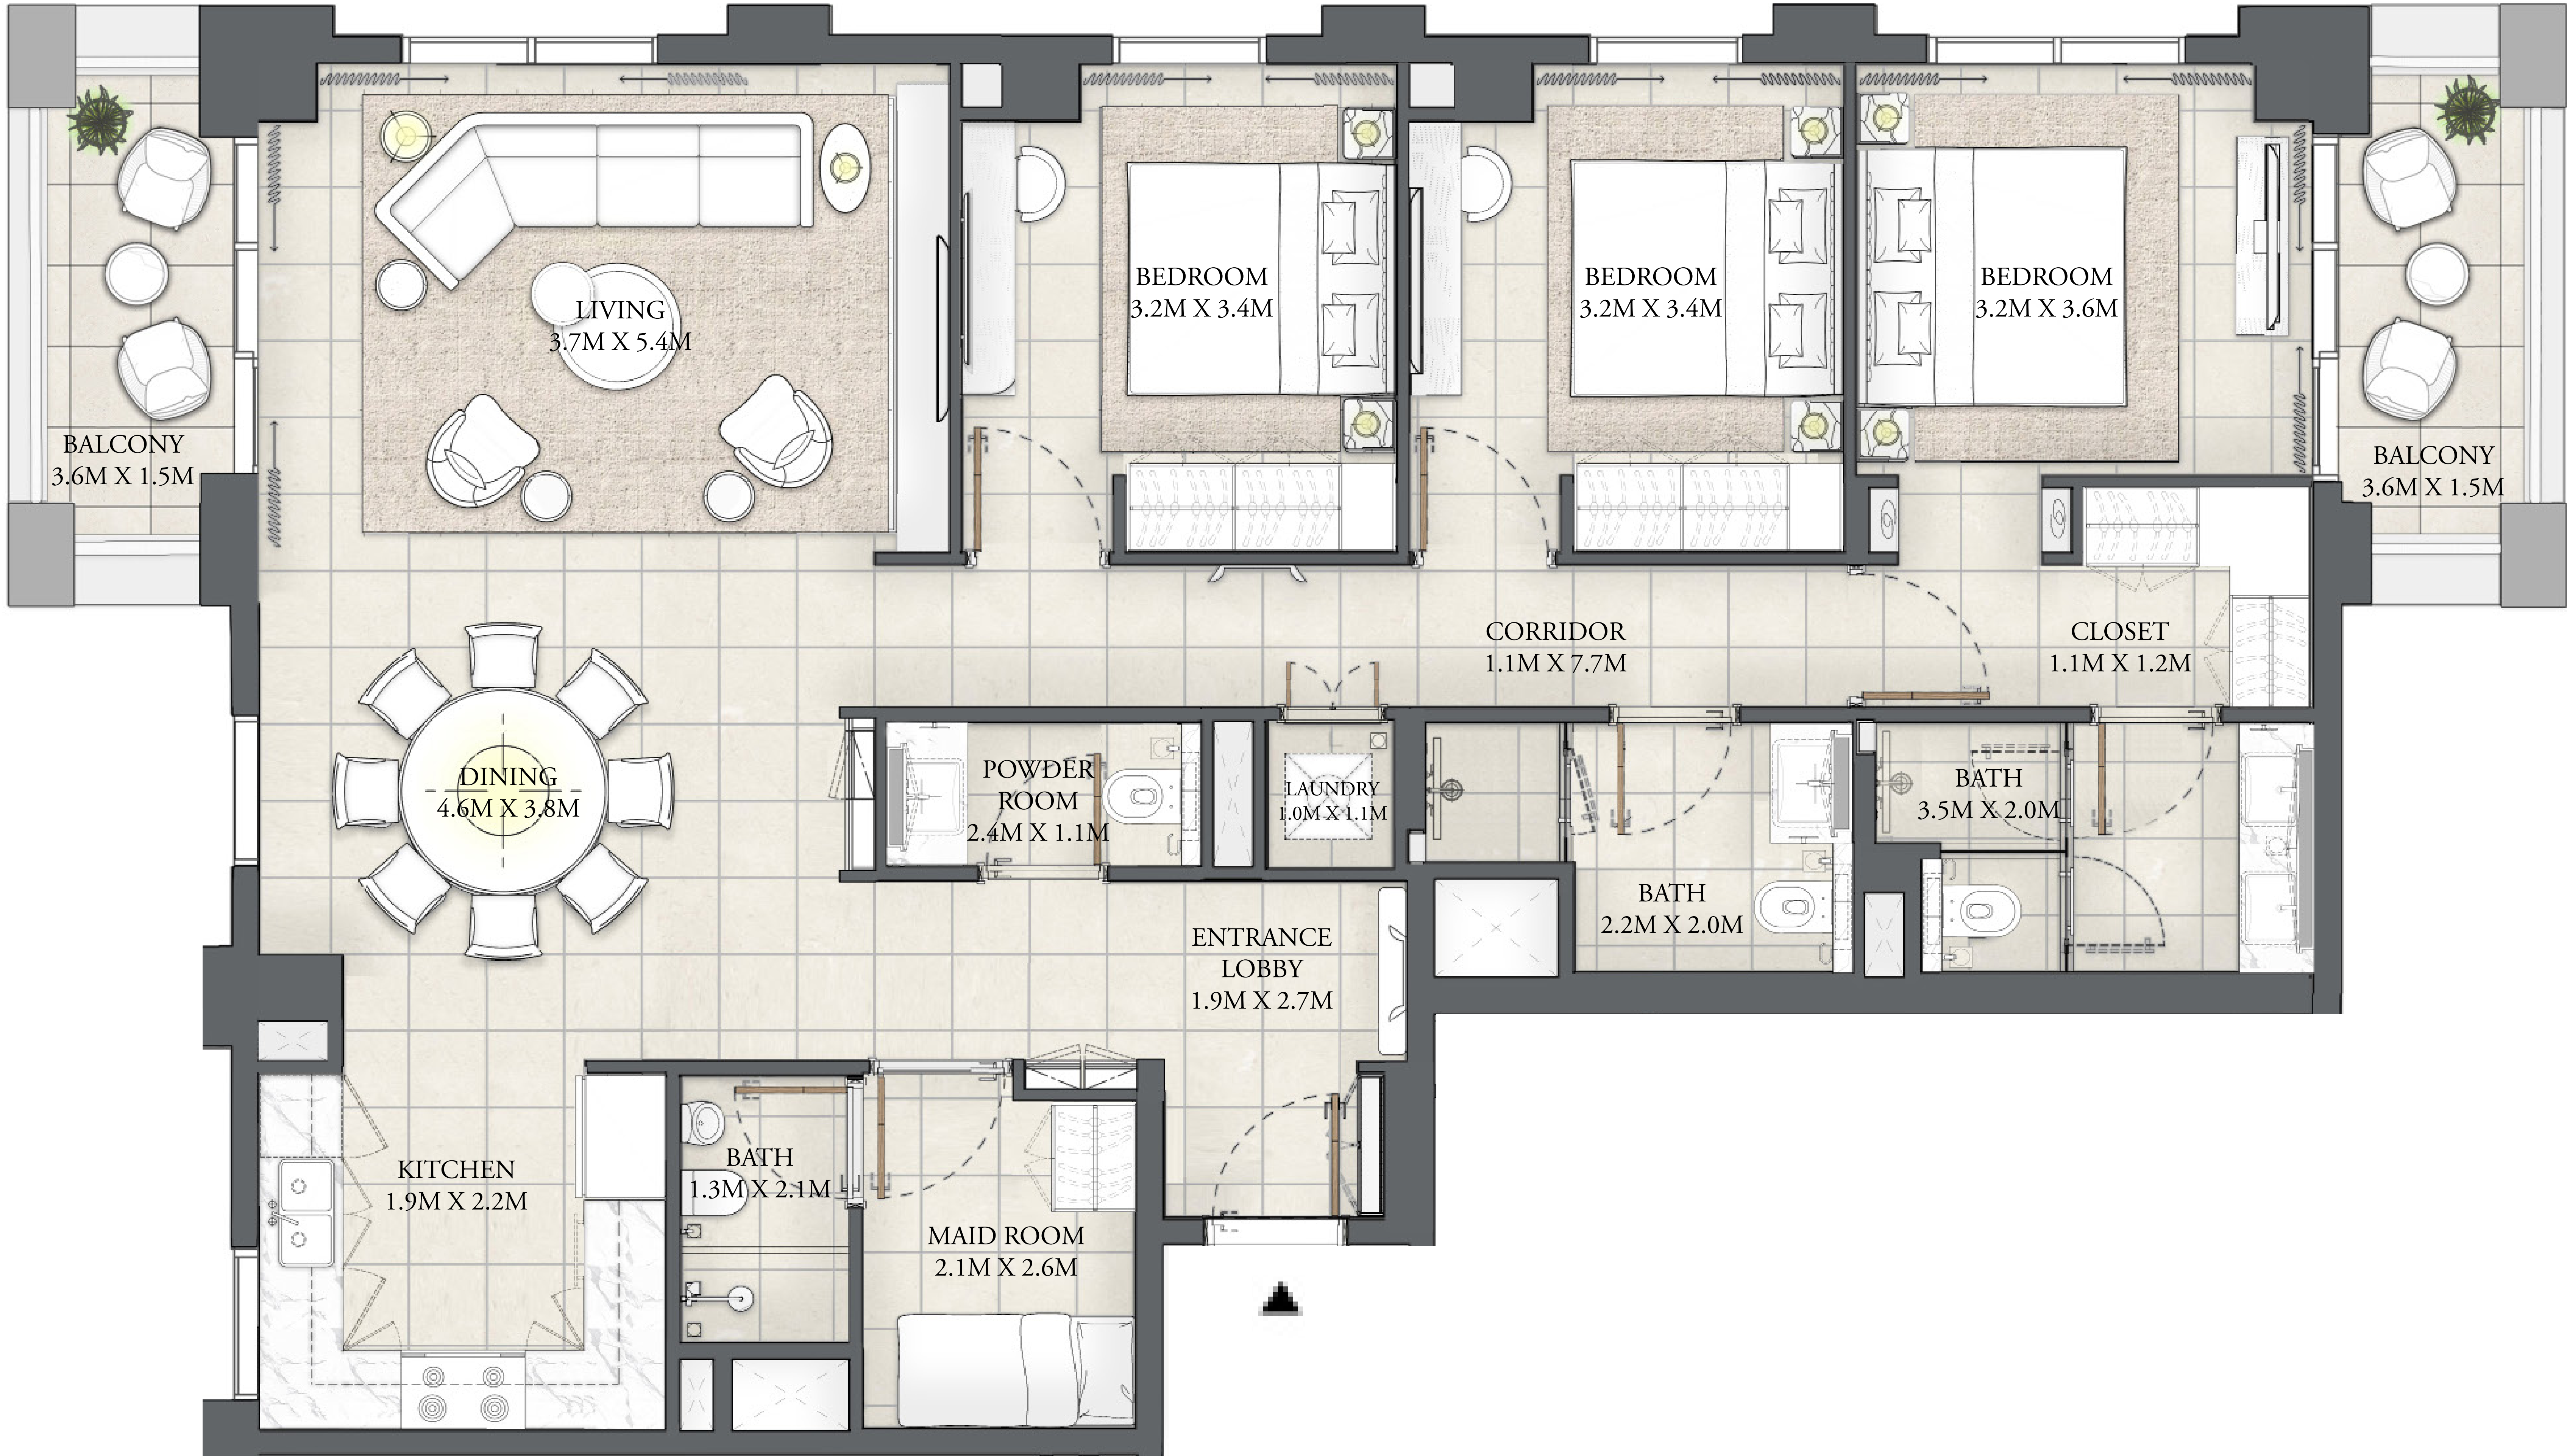 BEDROOM
3.2M X 3.4M
BEDROOM
3.2M X 3.4M
BEDROOM
3.2M X 3.6M
LIVING
3.7M X 5.4M
BALCONY
3.6M X 1.5M
BALCONY
3.6M X 1.5M
CORRIDOR
1.1M X 7.7M
CLOSET
1.1M X 1.2M
DINING
4.6M X 3.8M
POWDER
ROOM
2.4M X 1.1M
LAUNDRY
1.0M X 1.1M
BATH
3.5M X 2.0M
BATH
2.2M X 2.0M
ENTRANCE
LOBBY
1.9M X 2.7M
KITCHEN
1.9M X 2.2M
BATH
1.3M X 2.1M
MAID ROOM
2.1M X 2.6M